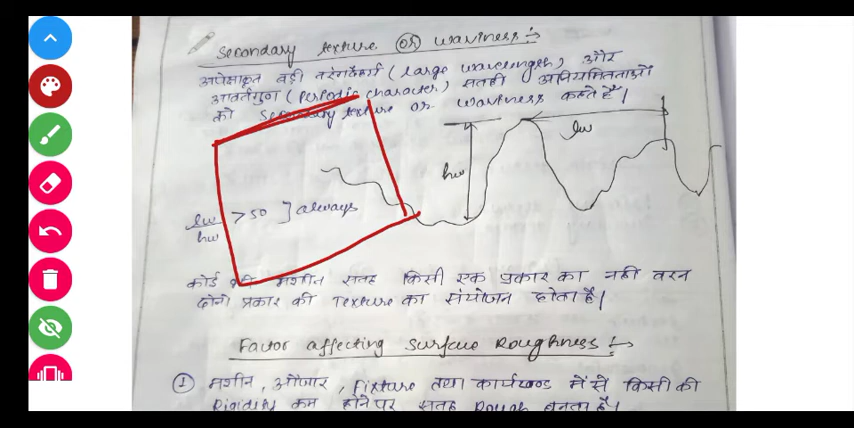 Secondary texture or waviness :-
अपेक्षाकृत बडी तरंगदैर्ध्य (large wavelength) और
आवर्तगुण (Periodic character) सतही अनियमितताओं
को Secondary texture or waviness कहते हैं।
lw
hw
lw/hw > 50 ] always
कोई भी मशीन सतह किसी एक प्रकार का नही वरन
दोनो प्रकार की Texture का संयोजन होता है।
Factor affecting Surface Roughness :-
① मशीन, औजार, Fixture तथा कार्यखण्ड में से किसी की
Rigidity कम होने पर सतह Rough बनता है।